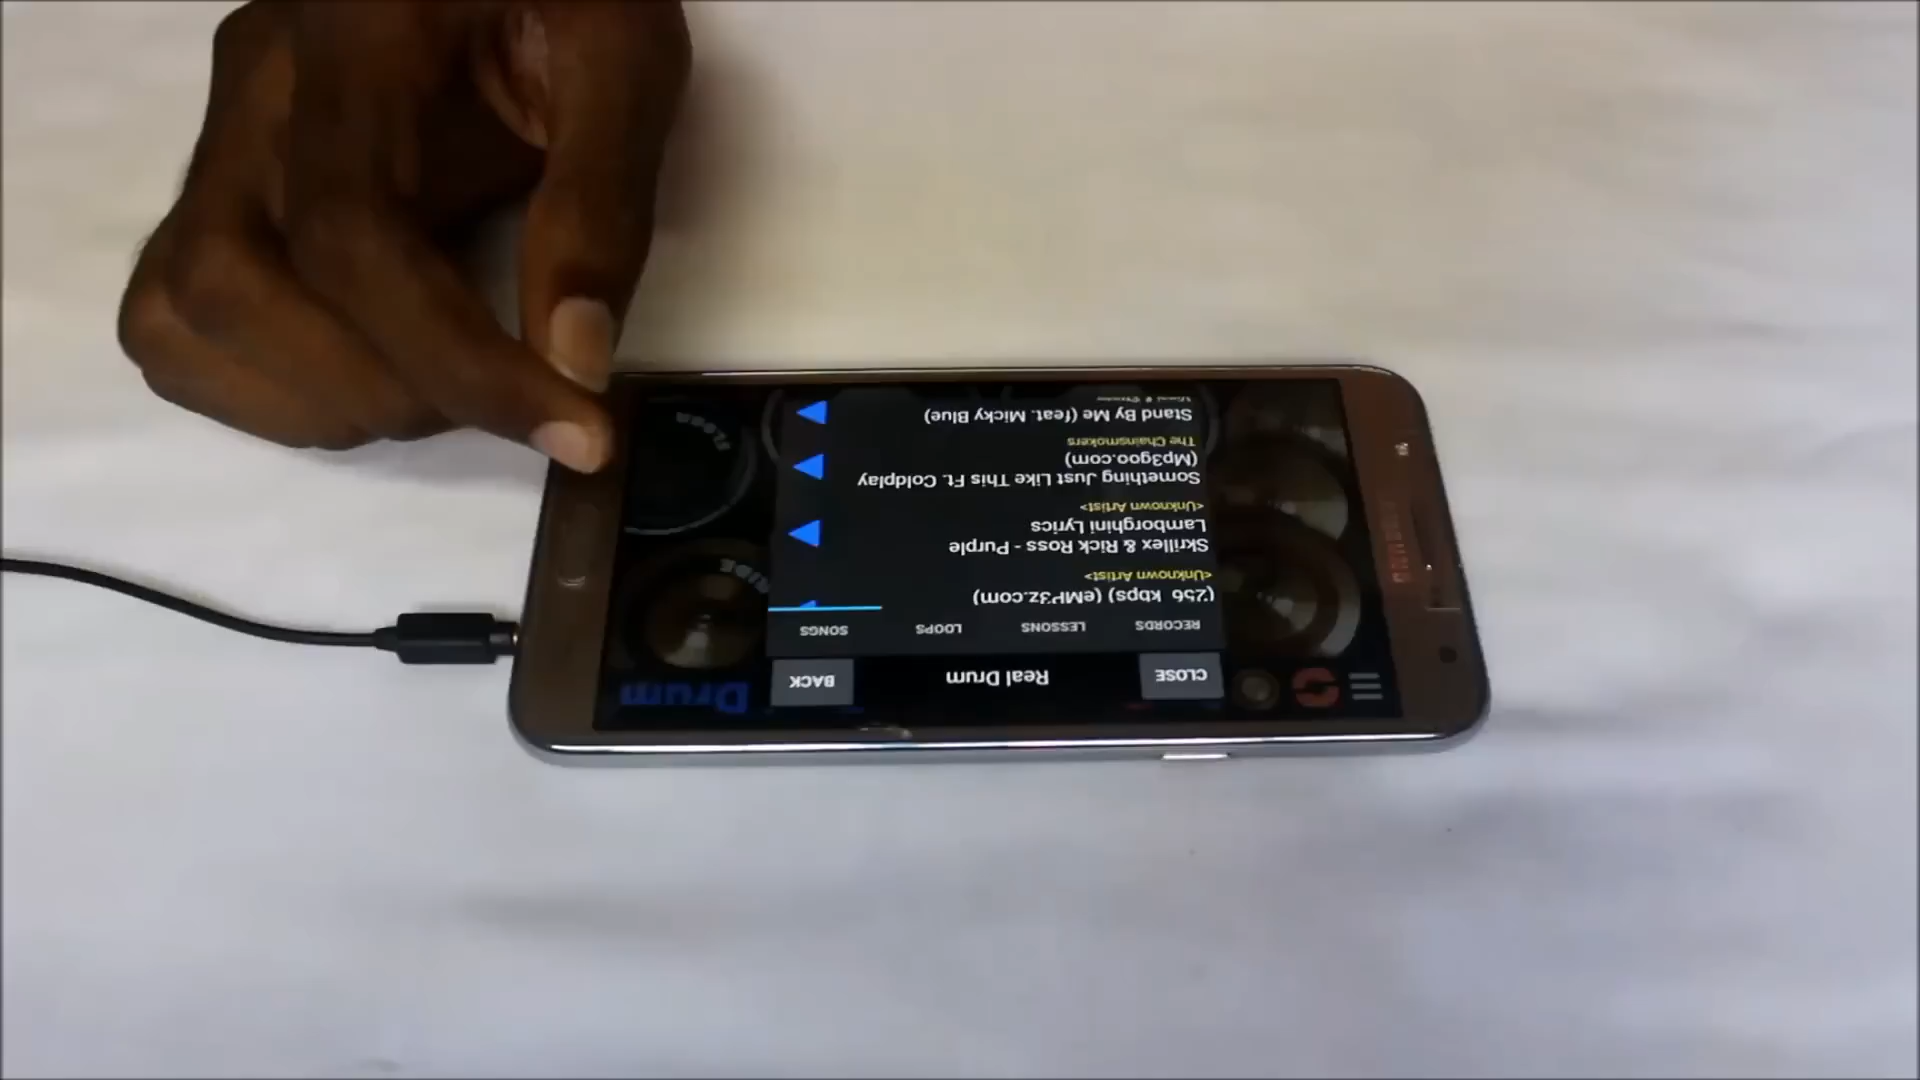 Drum
CLOSE
Real Drum
BACK
RECORDS
LESSONS
LOOPS
SONGS
(256 kbps) (eMP3z.com)
<Unknown Artist>
Skrillex & Rick Ross - Purple
Lamborghini Lyrics
<Unknown Artist>
Something Just Like This Ft. Coldplay
(Mp3goo.com)
The Chainsmokers
Stand By Me (feat. Micky Blue)
RIDE
FLOOR
SAMSUNG